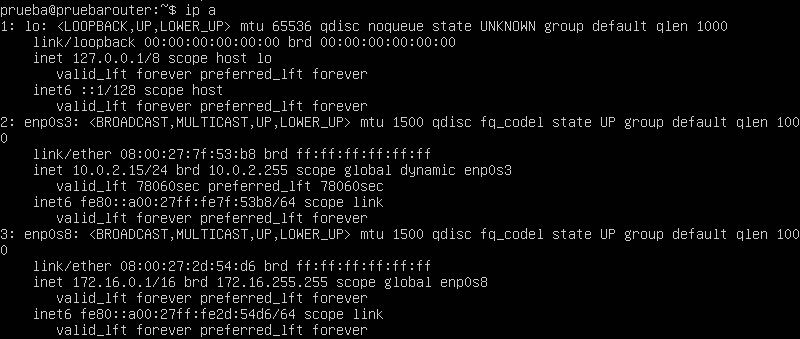 prueba@pruebarouter:~$ ip a
1: lo: <LOOPBACK,UP,LOWER_UP> mtu 65536 qdisc noqueue state UNKNOWN group default qlen 1000
    link/loopback 00:00:00:00:00:00 brd 00:00:00:00:00:00
    inet 127.0.0.1/8 scope host lo
       valid_lft forever preferred_lft forever
    inet6 ::1/128 scope host
       valid_lft forever preferred_lft forever
2: enp0s3: <BROADCAST,MULTICAST,UP,LOWER_UP> mtu 1500 qdisc fq_codel state UP group default qlen 100
0
    link/ether 08:00:27:7f:53:b8 brd ff:ff:ff:ff:ff:ff
    inet 10.0.2.15/24 brd 10.0.2.255 scope global dynamic enp0s3
       valid_lft 78060sec preferred_lft 78060sec
    inet6 fe80::a00:27ff:fe7f:53b8/64 scope link
       valid_lft forever preferred_lft forever
3: enp0s8: <BROADCAST,MULTICAST,UP,LOWER_UP> mtu 1500 qdisc fq_codel state UP group default qlen 100
0
    link/ether 08:00:27:2d:54:d6 brd ff:ff:ff:ff:ff:ff
    inet 172.16.0.1/16 brd 172.16.255.255 scope global enp0s8
       valid_lft forever preferred_lft forever
    inet6 fe80::a00:27ff:fe2d:54d6/64 scope link
       valid_lft forever preferred_lft forever